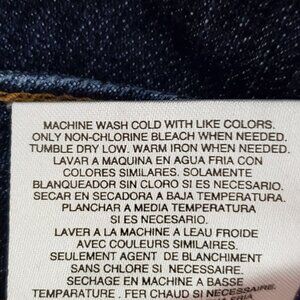 MACHINE WASH COLD WITH LIKE COLORS.
ONLY NON-CHLORINE BLEACH WHEN NEEDED.
TUMBLE DRY LOW. WARM IRON WHEN NEEDED.
LAVAR A MAQUINA EN AGUA FRIA CON
COLORES SIMILARES. SOLAMENTE
BLANQUEADOR SIN CLORO SI ES NECESARIO.
SECAR EN SECADORA A BAJA TEMPERATURA.
PLANCHAR A MEDIA TEMPERATURA
SI ES NECESARIO.
LAVER A LA MACHINE A LEAU FROIDE
AVEC COULEURS SIMILAIRES.
SEULEMENT AGENT DE BLANCHIMENT
SANS CHLORE SI NECESSAIRE.
SECHAGE EN MACHINE A BASSE
TEMPARATURE . FER CHAUD SI NECESSAIRE.